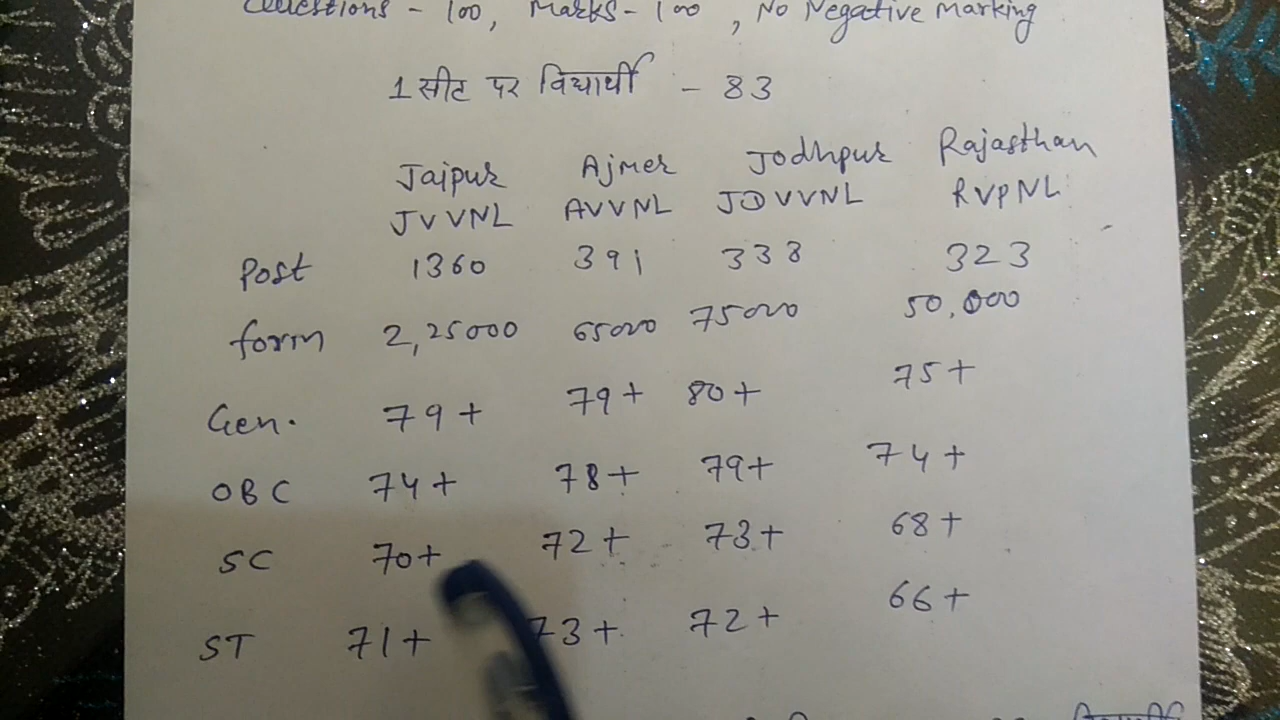 Questions - 100, Marks - 100, No Negative Marking
1 सीट पर विद्यार्थी - 83
Jaipur Ajmer Jodhpur Rajasthan
JVVNL AVVNL JDVVNL RVPNL
Post 1360 391 338 323
form 2,25000 65000 75000 50,000
Gen. 79+ 79+ 80+ 75+
OBC 74+ 78+ 79+ 74+
SC 70+ 72+ 73+ 68+
ST 71+ 73+ 72+ 66+